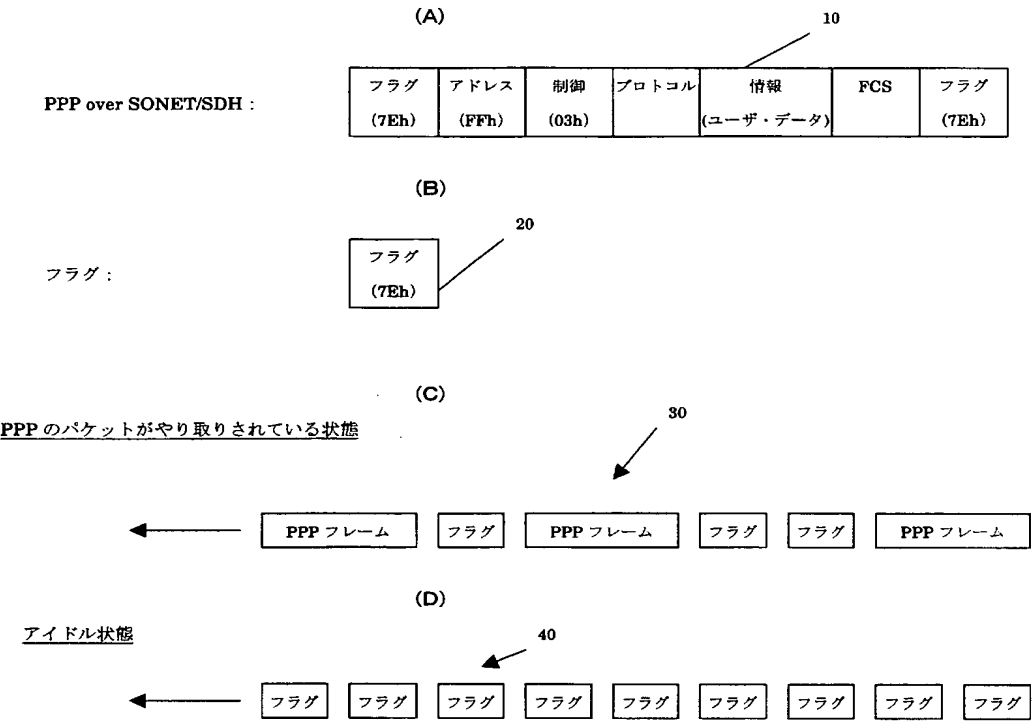 (A)
10
PPP over SONET/SDH :
フラグ アドレス 制御 プロトコル 情報 FCS フラグ
(7Eh) (FFh) (03h) (ユーザ・データ) (7Eh)
(B)
20
フラグ :
フラグ
(7Eh)
(C)
30
PPP のパケットがやり取りされている状態
PPP フレーム フラグ PPP フレーム フラグ フラグ PPP フレーム
(D)
アイドル状態
40
フラグ フラグ フラグ フラグ フラグ フラグ フラグ フラグ フラグ